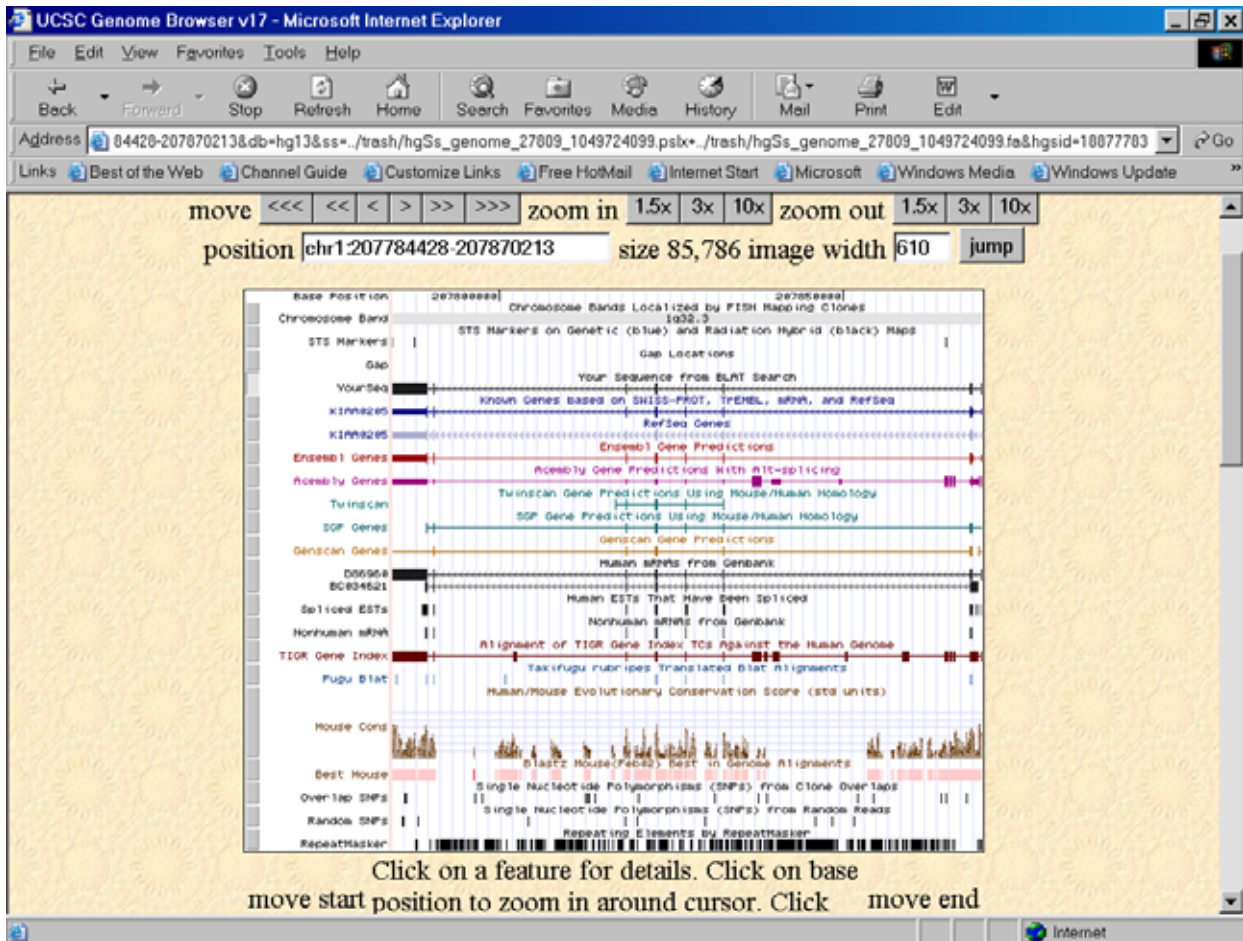 UCSC Genome Browser v17 - Microsoft Internet Explorer
File Edit View Favorites Tools Help
Back Forward Stop Refresh Home Search Favorites Media History Mail Print Edit
Address 84428-207870213&db=hg13&ss=../trash/hgSs_genome_27809_1049724099.pslx+../trash/hgSs_genome_27809_1049724099.fa&hgsid=18877783 Go
Links Best of the Web Channel Guide Customize Links Free HotMail Internet Start Microsoft Windows Media Windows Update »
move <<< << < > >> >>> zoom in 1.5x 3x 10x zoom out 1.5x 3x 10x
position chr1:207784428-207870213 size 85,786 image width 610 jump
Base Position 207800000| 207850000|
Chromosome Bands Localized by FISH Mapping Clones
Chromosome Band 1q32.3
STS Markers on Genetic (blue) and Radiation Hybrid (black) Maps
STS Markers
Gap Locations
Gap
Your Sequence from BLAT Search
YourSeq
Known Genes based on SWISS-PROT, TrEMBL, mRNA, and RefSeq
KIAA0205
RefSeq Genes
KIAA0205
Ensembl Gene Predictions
Ensembl Genes
Acembly Gene Predictions With Alt-splicing
Acembly Genes
Twinscan Gene Predictions Using Mouse/Human Homology
Twinscan
SGP Gene Predictions Using Mouse/Human Homology
SGP Genes
Genscan Gene Predictions
Genscan Genes
Human mRNAs from Genbank
D86960
BC034621
Human ESTs That Have Been Spliced
Spliced ESTs
Nonhuman mRNAs from Genbank
Nonhuman mRNA
Alignment of TIGR Gene Index TCs Against the Human Genome
TIGR Gene Index
Takifugu rubripes Translated Blat Alignments
Fugu Blat
Human/Mouse Evolutionary Conservation Score (std units)
Mouse Cons
Blastz Mouse(Feb02) Best in Genome Alignments
Best Mouse
Single Nucleotide Polymorphisms (SNPs) from Clone Overlaps
Overlap SNPs
Single Nucleotide Polymorphisms (SNPs) from Random Reads
Random SNPs
Repeating Elements by RepeatMasker
RepeatMasker
Click on a feature for details. Click on base
move start position to zoom in around cursor. Click move end
Internet